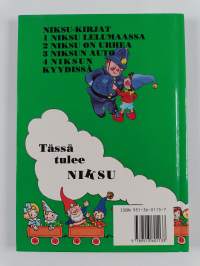 NIKSU-KIRJAT
1 NIKSU LELUMAASSA
2 NIKSU ON URHEA
3 NIKSUN AUTO
4 NIKSUN
KYYDISSÄ
Tässä
tulee
NIKSU